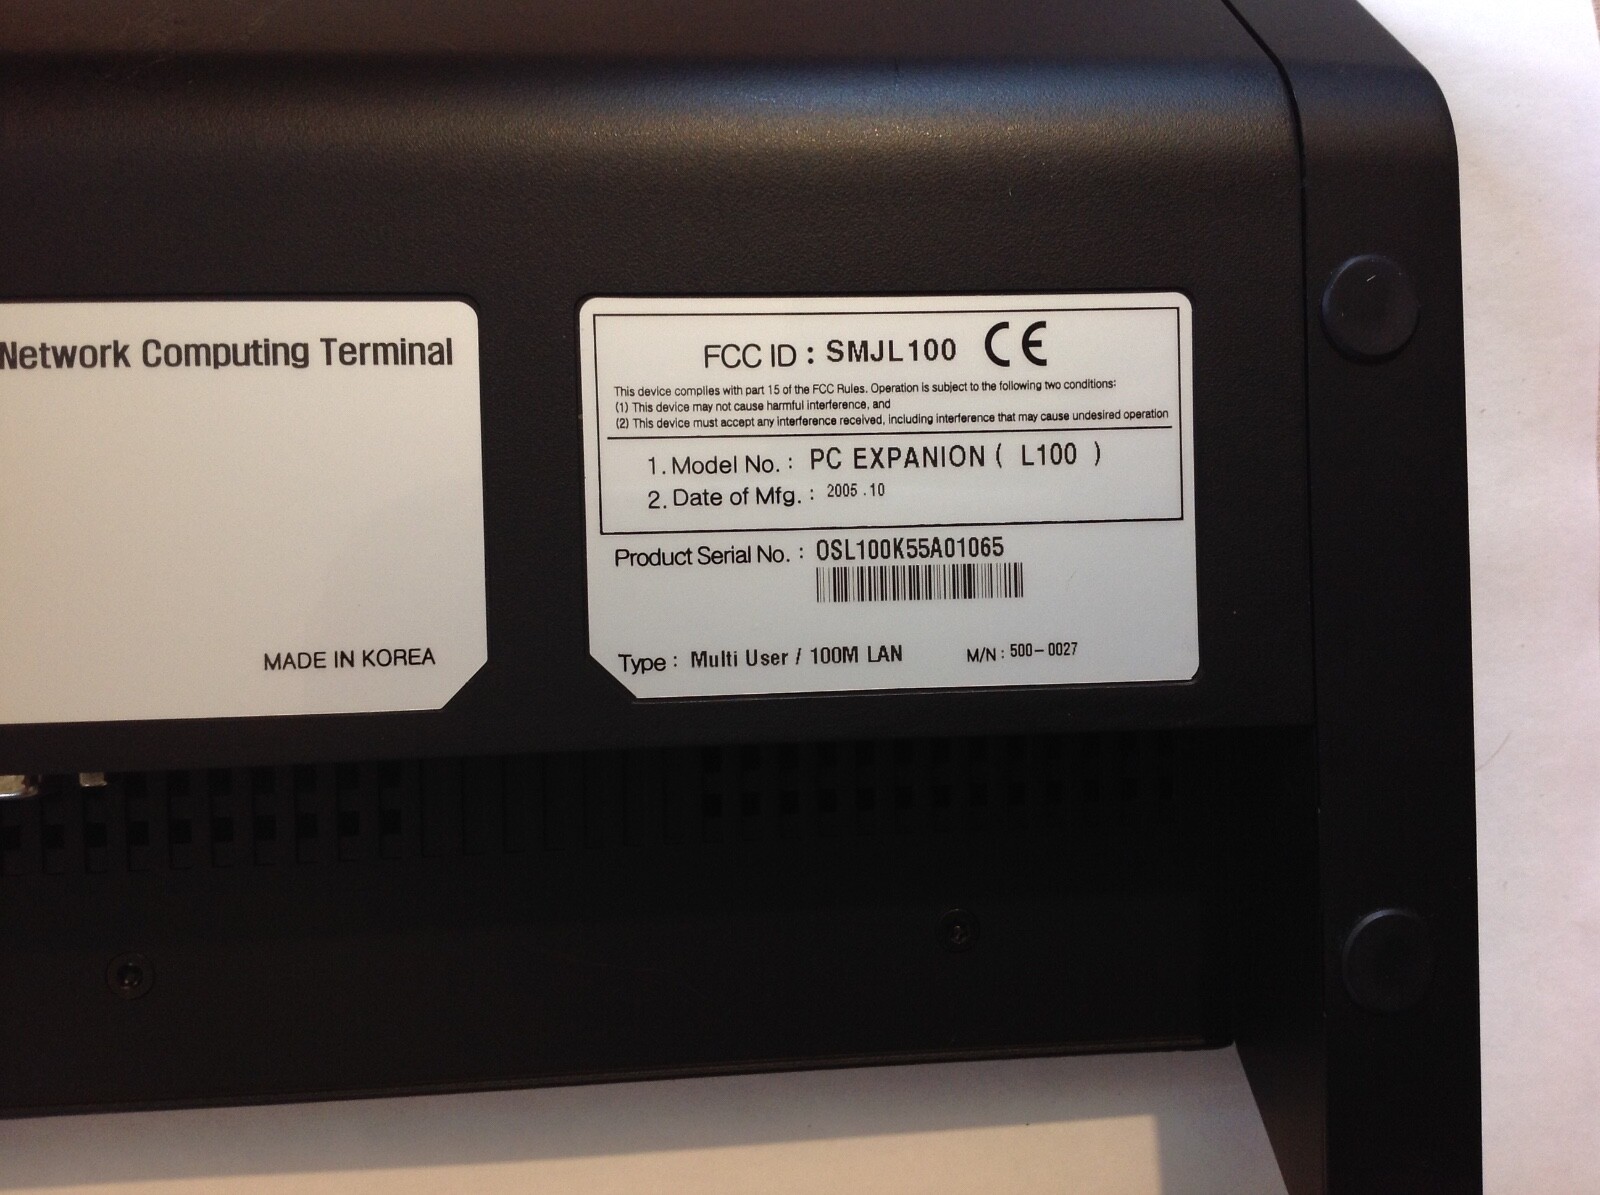 Network Computing Terminal
MADE IN KOREA
FCC ID : SMJL100 CE
This device complies with part 15 of the FCC Rules. Operation is subject to the following two conditions:
(1) This device may not cause harmful interference, and
(2) This device must accept any interference received, including interference that may cause undesired operation
1. Model No. : PC EXPANION ( L100 )
2. Date of Mfg. : 2005 .10
Product Serial No. : OSL100K55A01065
Type : Multi User / 100M LAN M/N : 500-0027